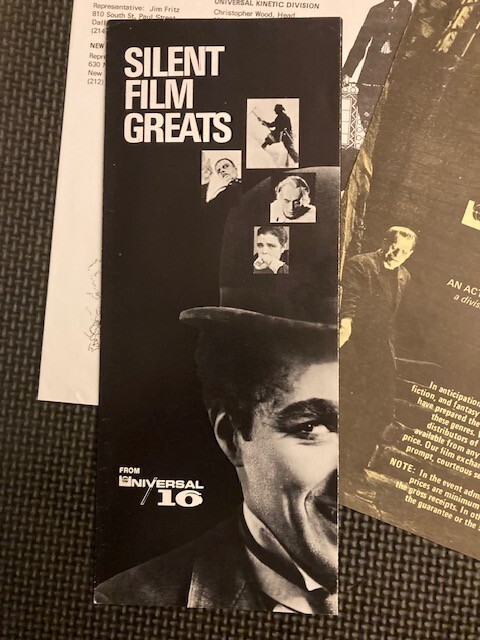 Representative: Jim Fritz
810 South St. Paul Street
Dall
(214)
NEW
Repr
630 N
New
(212)
UNIVERSAL KINETIC DIVISION
Christopher Wood, Head
SILENT
FILM
GREATS
FROM
UNIVERSAL
/16
AN ACT
a divis
In anticipation
fiction, and fantasy
have prepared the
these genres.
distributors of
available from any
price. Our film exchan
prompt, courteous se
NOTE: In the event adm
prices are minimum
the gross receipts. In ot
the guarantee or the